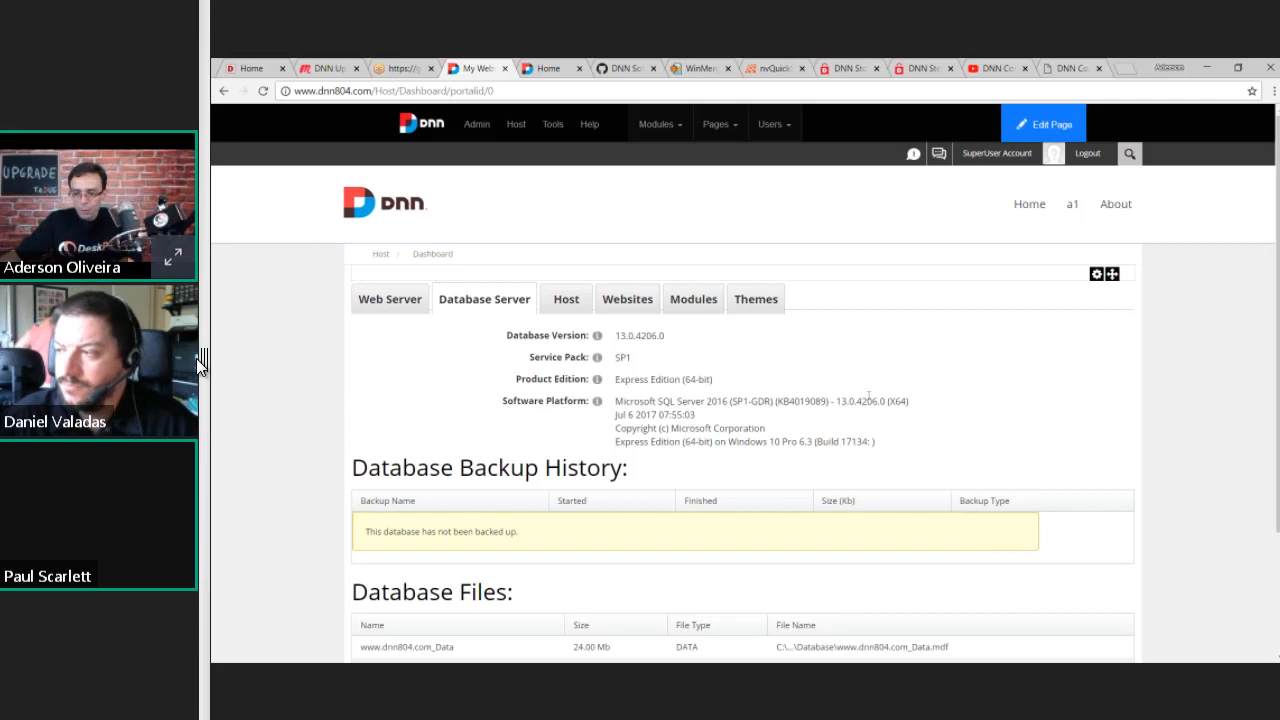 Home
DNN Up
https://g
My Web
Home
DNN So
WinMer
nvQuick
DNN Sto
DNN Sto
DNN Co
DNN Co
www.dnn804.com/Host/Dashboard/portalid/0
DNN Admin Host Tools Help Modules Pages Users Edit Page
SuperUser Account Logout
DNN Home a1 About
Host / Dashboard
Web Server Database Server Host Websites Modules Themes
Database Version: 13.0.4206.0
Service Pack: SP1
Product Edition: Express Edition (64-bit)
Software Platform: Microsoft SQL Server 2016 (SP1-GDR) (KB4019089) - 13.0.4206.0 (X64)
Jul 6 2017 07:55:03
Copyright (c) Microsoft Corporation
Express Edition (64-bit) on Windows 10 Pro 6.3 (Build 17134: )
Database Backup History:
Backup Name Started Finished Size (Kb) Backup Type
This database has not been backed up.
Database Files:
Name Size File Type File Name
www.dnn804.com_Data 24.00 Mb DATA C:\...\Database\www.dnn804.com_Data.mdf
UPGRADE
Desk
Aderson Oliveira
Daniel Valadas
Paul Scarlett